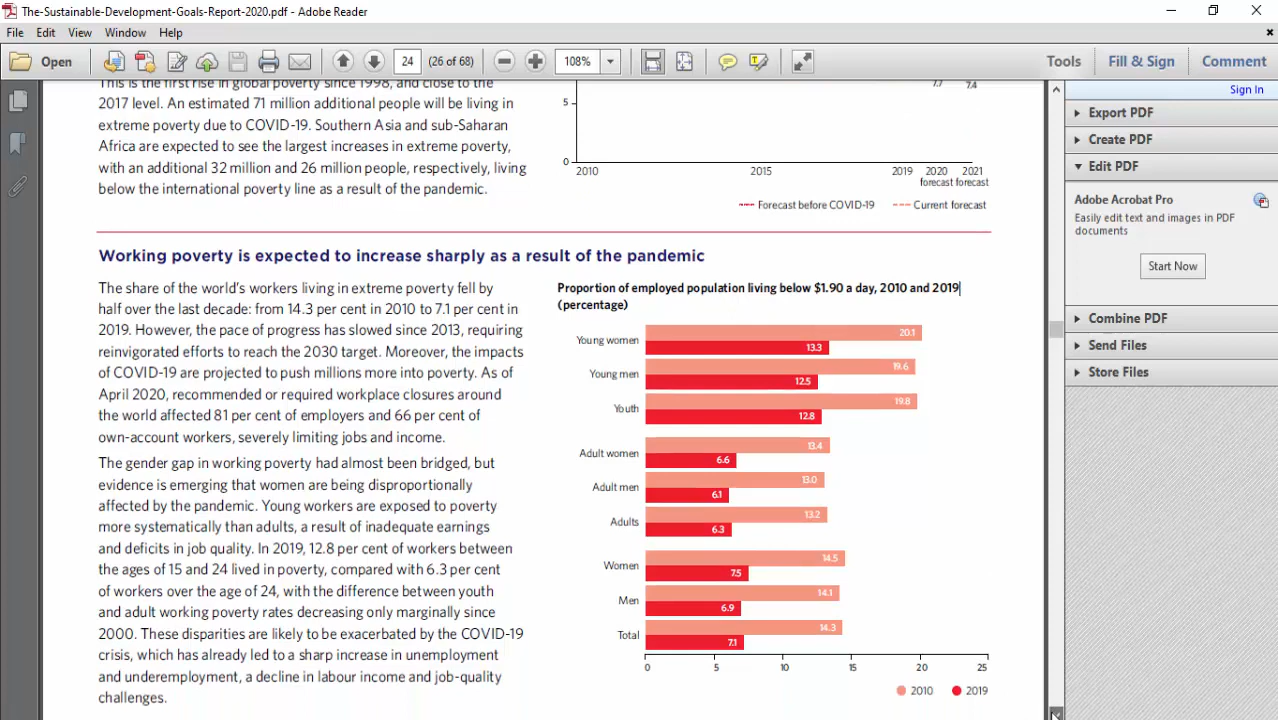 The-Sustainable-Development-Goals-Report-2020.pdf - Adobe Reader
File Edit View Window Help
Open 24 (26 of 68) 108% Tools Fill & Sign Comment
Sign In
Export PDF
Create PDF
Edit PDF
Adobe Acrobat Pro
Easily edit text and images in PDF
documents
Start Now
Combine PDF
Send Files
Store Files
This is the first rise in global poverty since 1998, and close to the
2017 level. An estimated 71 million additional people will be living in
extreme poverty due to COVID-19. Southern Asia and sub-Saharan
Africa are expected to see the largest increases in extreme poverty,
with an additional 32 million and 26 million people, respectively, living
below the international poverty line as a result of the pandemic.
7.7 7.4
5
0
2010 2015 2019 2020 2021
forecast forecast
Forecast before COVID-19 Current forecast
Working poverty is expected to increase sharply as a result of the pandemic
The share of the world's workers living in extreme poverty fell by
half over the last decade: from 14.3 per cent in 2010 to 7.1 per cent in
2019. However, the pace of progress has slowed since 2013, requiring
reinvigorated efforts to reach the 2030 target. Moreover, the impacts
of COVID-19 are projected to push millions more into poverty. As of
April 2020, recommended or required workplace closures around
the world affected 81 per cent of employers and 66 per cent of
own-account workers, severely limiting jobs and income.
The gender gap in working poverty had almost been bridged, but
evidence is emerging that women are being disproportionally
affected by the pandemic. Young workers are exposed to poverty
more systematically than adults, a result of inadequate earnings
and deficits in job quality. In 2019, 12.8 per cent of workers between
the ages of 15 and 24 lived in poverty, compared with 6.3 per cent
of workers over the age of 24, with the difference between youth
and adult working poverty rates decreasing only marginally since
2000. These disparities are likely to be exacerbated by the COVID-19
crisis, which has already led to a sharp increase in unemployment
and underemployment, a decline in labour income and job-quality
challenges.
Proportion of employed population living below $1.90 a day, 2010 and 2019
(percentage)
Young women 20.1
13.3
Young men 19.6
12.5
Youth 19.8
12.8
Adult women 13.4
6.6
Adult men 13.0
6.1
Adults 13.2
6.3
Women 14.5
7.5
Men 14.1
6.9
Total 14.3
7.1
0 5 10 15 20 25
2010 2019